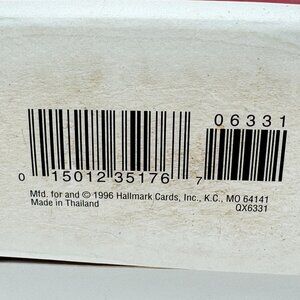 06331
0 15012 35176 7
Mfd. for and © 1996 Hallmark Cards, Inc., K.C., MO 64141
Made in Thailand QX6331